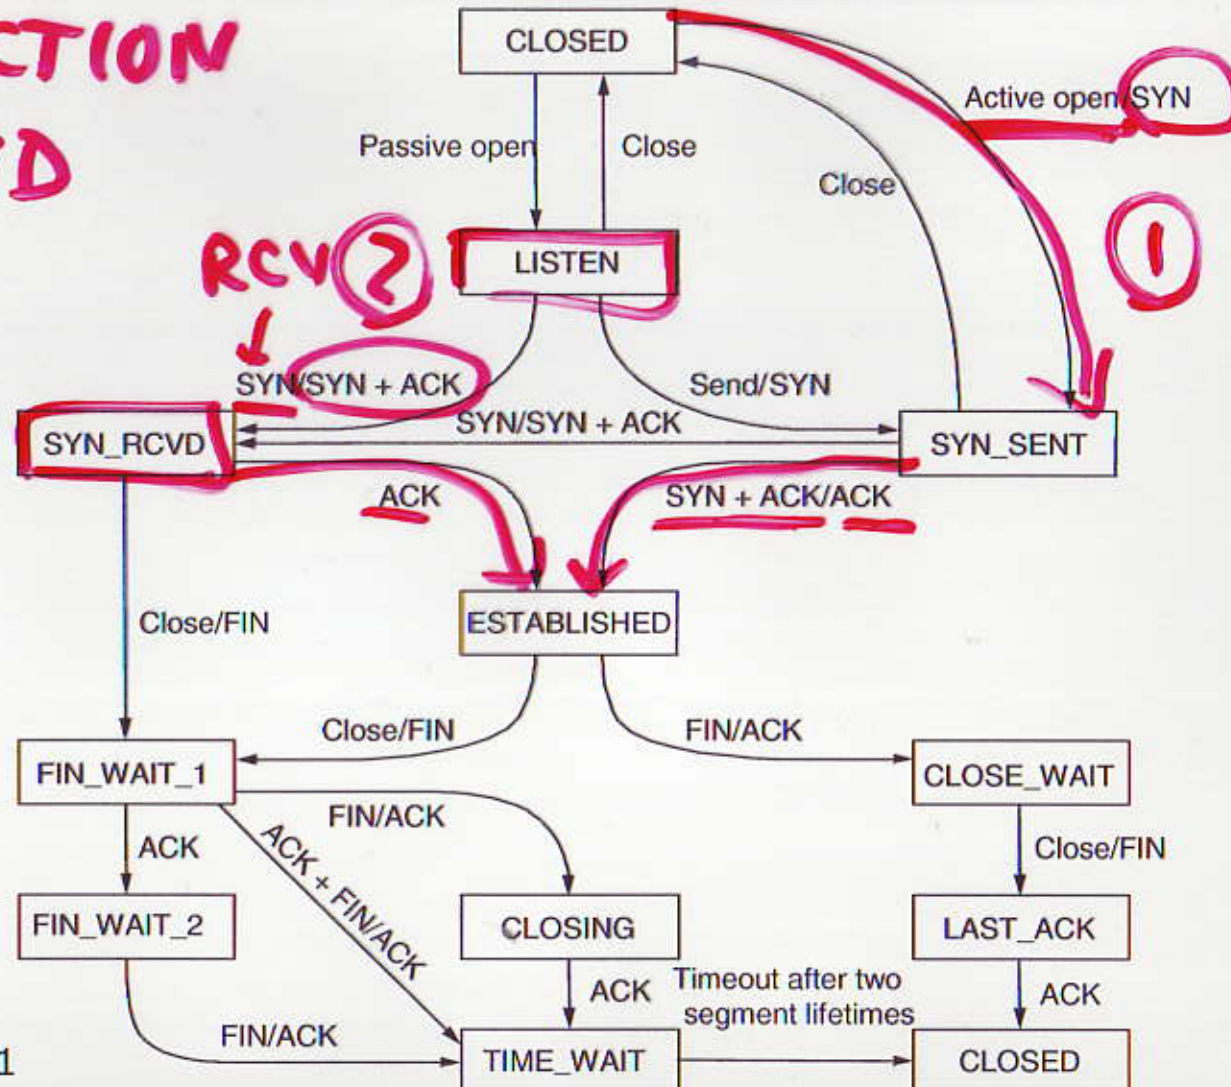 CTION
CLOSED
Active open/SYN
Passive open
Close
Close
1
RCV 2
LISTEN
SYN/SYN + ACK
Send/SYN
SYN/SYN + ACK
SYN_RCVD
SYN_SENT
ACK
SYN + ACK/ACK
ESTABLISHED
Close/FIN
Close/FIN
FIN/ACK
FIN_WAIT_1
CLOSE_WAIT
FIN/ACK
ACK
ACK + FIN/ACK
Close/FIN
FIN_WAIT_2
CLOSING
LAST_ACK
ACK
Timeout after two
segment lifetimes
ACK
FIN/ACK
TIME_WAIT
CLOSED
1